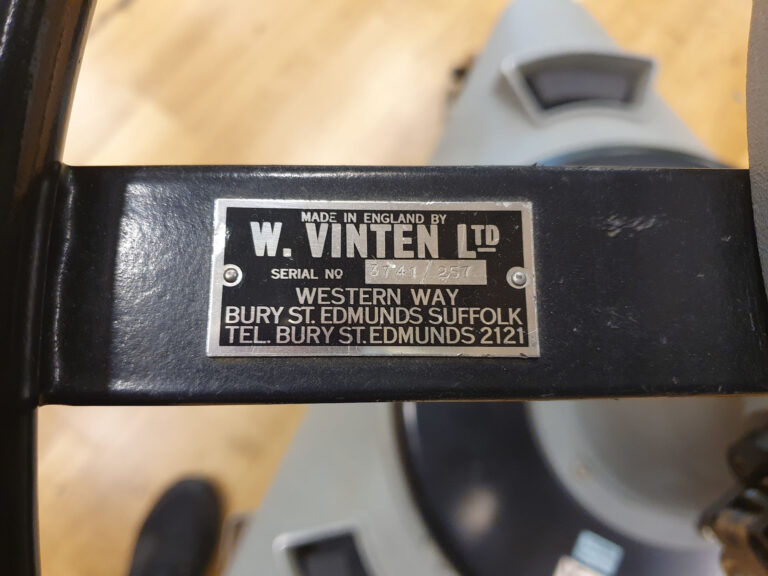 MADE IN ENGLAND BY
W. VINTEN LTD
SERIAL NO 3741/257.
WESTERN WAY
BURY ST. EDMUNDS SUFFOLK
TEL. BURY ST. EDMUNDS 2121